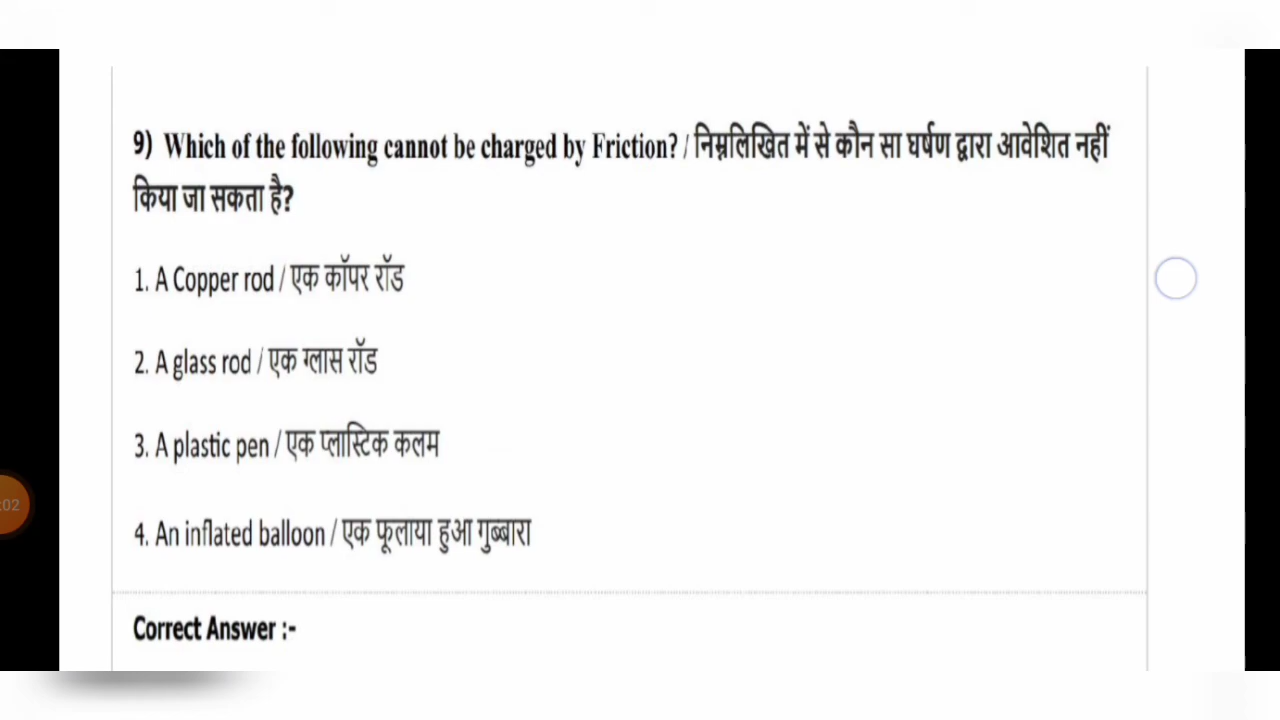 9) Which of the following cannot be charged by Friction? / निम्नलिखित में से कौन सा घर्षण द्वारा आवेशित नहीं
किया जा सकता है?
1. A Copper rod / एक कॉपर रॉड
2. A glass rod / एक ग्लास रॉड
3. A plastic pen / एक प्लास्टिक कलम
:02
4. An inflated balloon / एक फूलाया हुआ गुब्बारा
Correct Answer :-